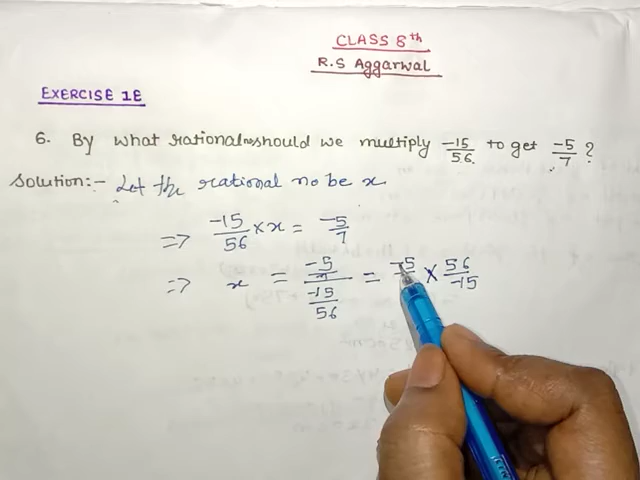 CLASS 8th
R.S Aggarwal
EXERCISE 1E
6. By what rational no should we multiply -15/56 to get -5/7 ?
Solution:- Let the rational no be x
=> -15/56 × x = -5/7
=> x = -5/7 / -15/56 = -5 × 56/-15